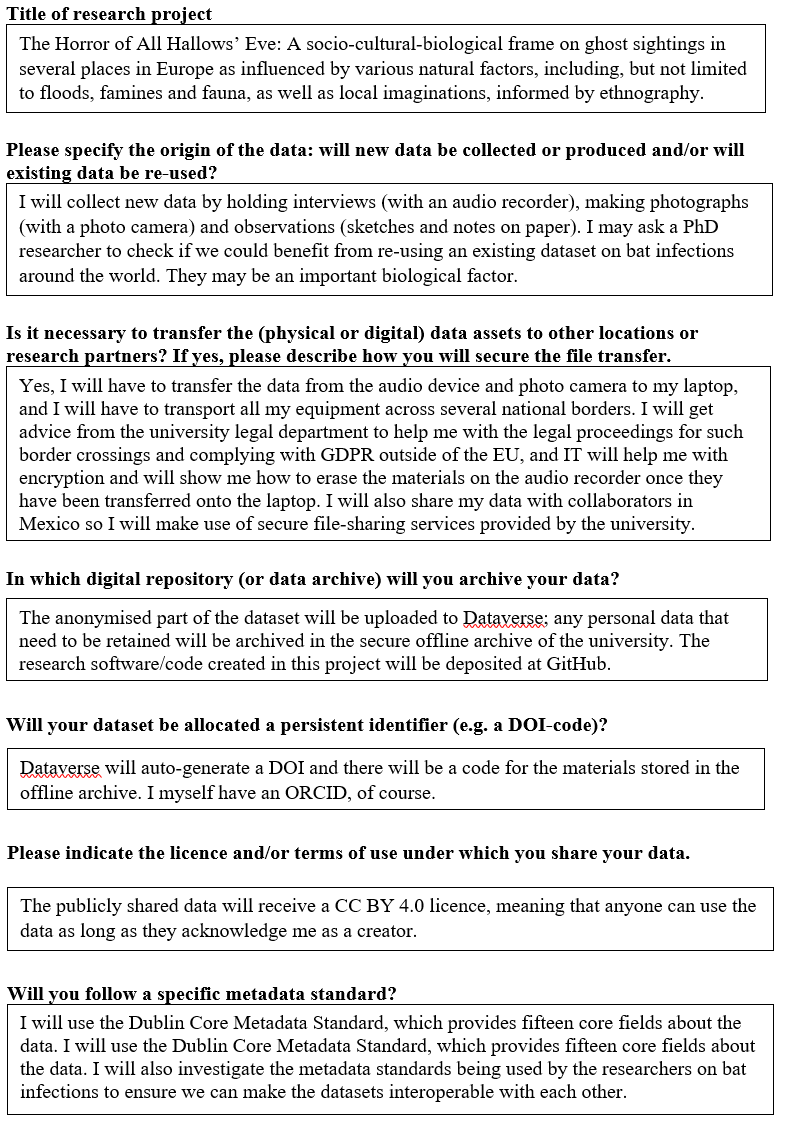 Title of research project
The Horror of All Hallows’ Eve: A socio-cultural-biological frame on ghost sightings in
several places in Europe as influenced by various natural factors, including, but not limited
to floods, famines and fauna, as well as local imaginations, informed by ethnography.
Please specify the origin of the data: will new data be collected or produced and/or will
existing data be re-used?
I will collect new data by holding interviews (with an audio recorder), making photographs
(with a photo camera) and observations (sketches and notes on paper). I may ask a PhD
researcher to check if we could benefit from re-using an existing dataset on bat infections
around the world. They may be an important biological factor.
Is it necessary to transfer the (physical or digital) data assets to other locations or
research partners? If yes, please describe how you will secure the file transfer.
Yes, I will have to transfer the data from the audio device and photo camera to my laptop,
and I will have to transport all my equipment across several national borders. I will get
advice from the university legal department to help me with the legal proceedings for such
border crossings and complying with GDPR outside of the EU, and IT will help me with
encryption and will show me how to erase the materials on the audio recorder once they
have been transferred onto the laptop. I will also share my data with collaborators in
Mexico so I will make use of secure file-sharing services provided by the university.
In which digital repository (or data archive) will you archive your data?
The anonymised part of the dataset will be uploaded to Dataverse; any personal data that
need to be retained will be archived in the secure offline archive of the university. The
research software/code created in this project will be deposited at GitHub.
Will your dataset be allocated a persistent identifier (e.g. a DOI-code)?
Dataverse will auto-generate a DOI and there will be a code for the materials stored in the
offline archive. I myself have an ORCID, of course.
Please indicate the licence and/or terms of use under which you share your data.
The publicly shared data will receive a CC BY 4.0 licence, meaning that anyone can use the
data as long as they acknowledge me as a creator.
Will you follow a specific metadata standard?
I will use the Dublin Core Metadata Standard, which provides fifteen core fields about the
data. I will use the Dublin Core Metadata Standard, which provides fifteen core fields about
the data. I will also investigate the metadata standards being used by the researchers on bat
infections to ensure we can make the datasets interoperable with each other.